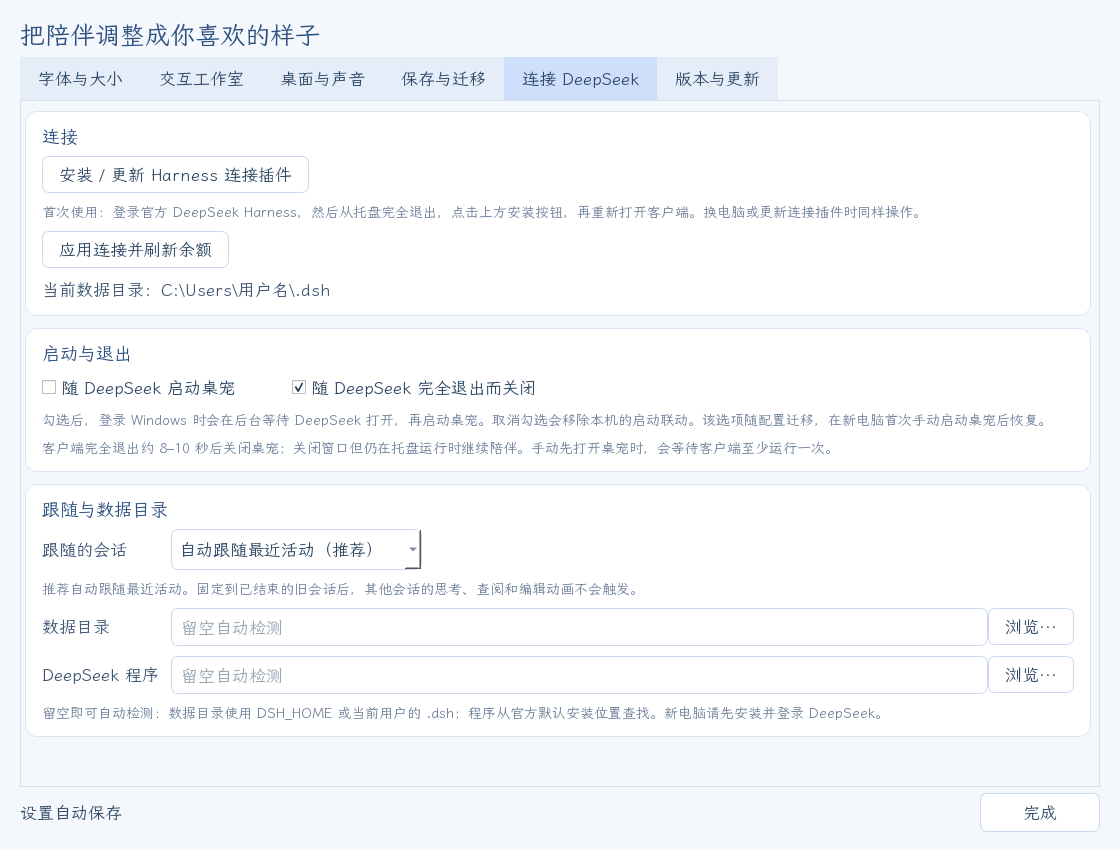 把陪伴调整成你喜欢的样子
字体与大小 交互工作室 桌面与声音 保存与迁移 连接 DeepSeek 版本与更新
连接
安装 / 更新 Harness 连接插件
首次使用：登录官方 DeepSeek Harness，然后从托盘完全退出，点击上方安装按钮，再重新打开客户端。换电脑或更新连接插件时同样操作。
应用连接并刷新余额
当前数据目录：C:\Users\用户名\.dsh
启动与退出
随 DeepSeek 启动桌宠 随 DeepSeek 完全退出而关闭
勾选后，登录 Windows 时会在后台等待 DeepSeek 打开，再启动桌宠。取消勾选会移除本机的启动联动。该选项随配置迁移，在新电脑首次手动启动桌宠后恢复。
客户端完全退出约 8–10 秒后关闭桌宠；关闭窗口但仍在托盘运行时继续陪伴。手动先打开桌宠时，会等待客户端至少运行一次。
跟随与数据目录
跟随的会话 自动跟随最近活动（推荐）
推荐自动跟随最近活动。固定到已结束的旧会话后，其他会话的思考、查阅和编辑动画不会触发。
数据目录 留空自动检测 浏览…
DeepSeek 程序 留空自动检测 浏览…
留空即可自动检测：数据目录使用 DSH_HOME 或当前用户的 .dsh；程序从官方默认安装位置查找。新电脑请先安装并登录 DeepSeek。
设置自动保存 完成